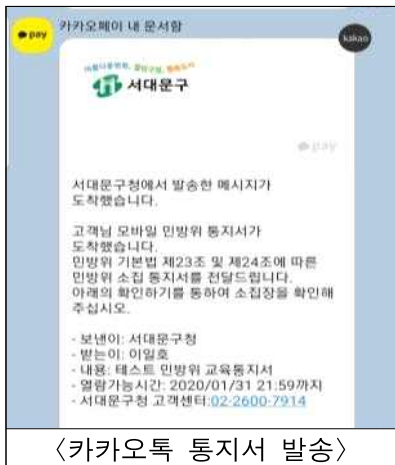 pay 카카오페이 내 문서함
kakao
서대문구
pay
서대문구청에서 발송한 메시지가
도착했습니다.
고객님 모바일 민방위 통지서가
도착했습니다.
민방위 기본법 제23조 및 제24조에 따른
민방위 소집 통지서를 전달드립니다.
아래의 확인하기를 통하여 소집장을 확인해
주십시오.
- 보낸이: 서대문구청
- 받는이: 이일호
- 내용: 테스트 민방위 교육통지서
- 열람가능시간: 2020/01/31 21:59까지
- 서대문구청 고객센터:02-2600-7914
〈카카오톡 통지서 발송〉